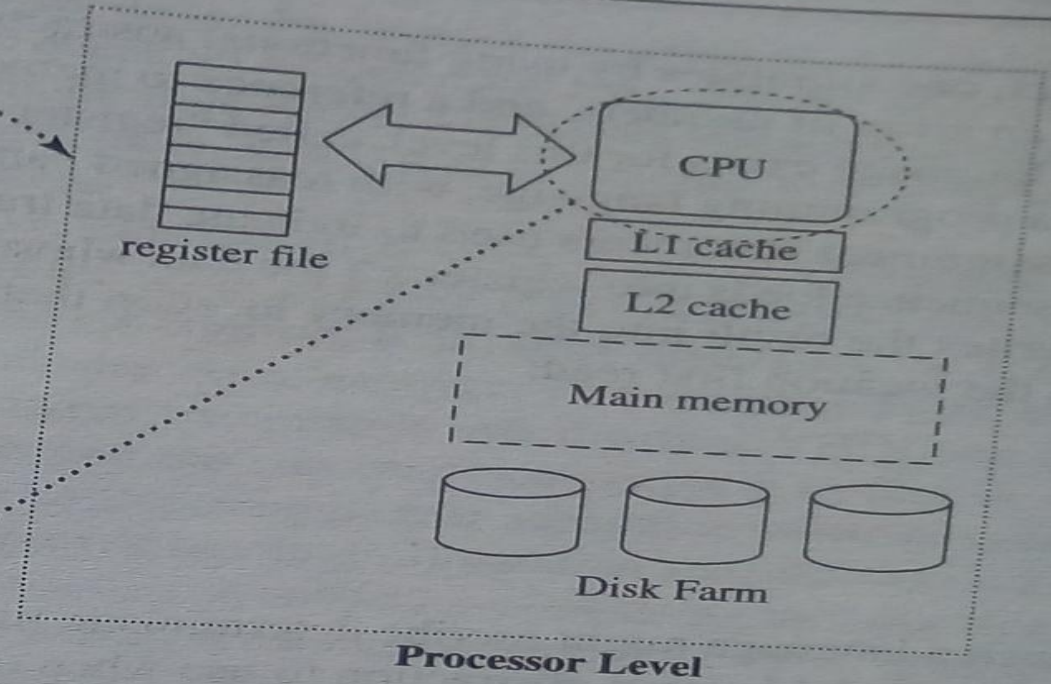 CPU
register file
L1 cache
L2 cache
Main memory
Disk Farm
Processor Level